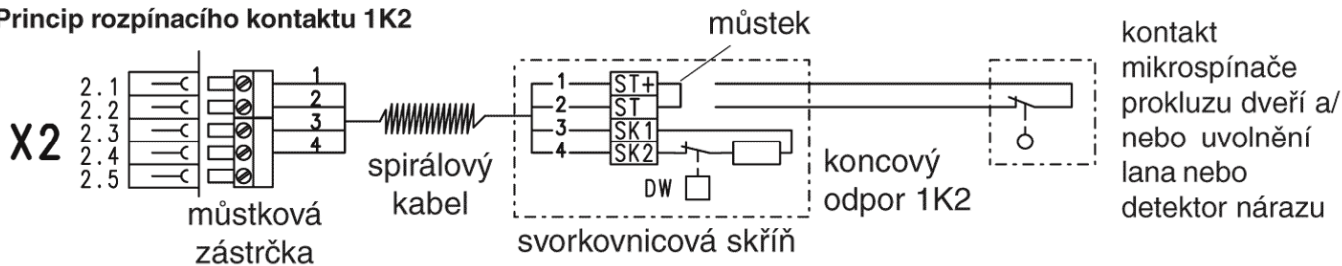 Princip rozpínacího kontaktu 1K2
můstek
kontakt
mikrospínače
prokluzu dveří a/
nebo uvolnění
lana nebo
detektor nárazu
X2
2.1
2.2
2.3
2.4
2.5
1
2
3
4
můstková
zástrčka
spirálový
kabel
1 ST+
2 ST
3 SK1
4 SK2
DW
koncový
odpor 1K2
svorkovnicová skříň